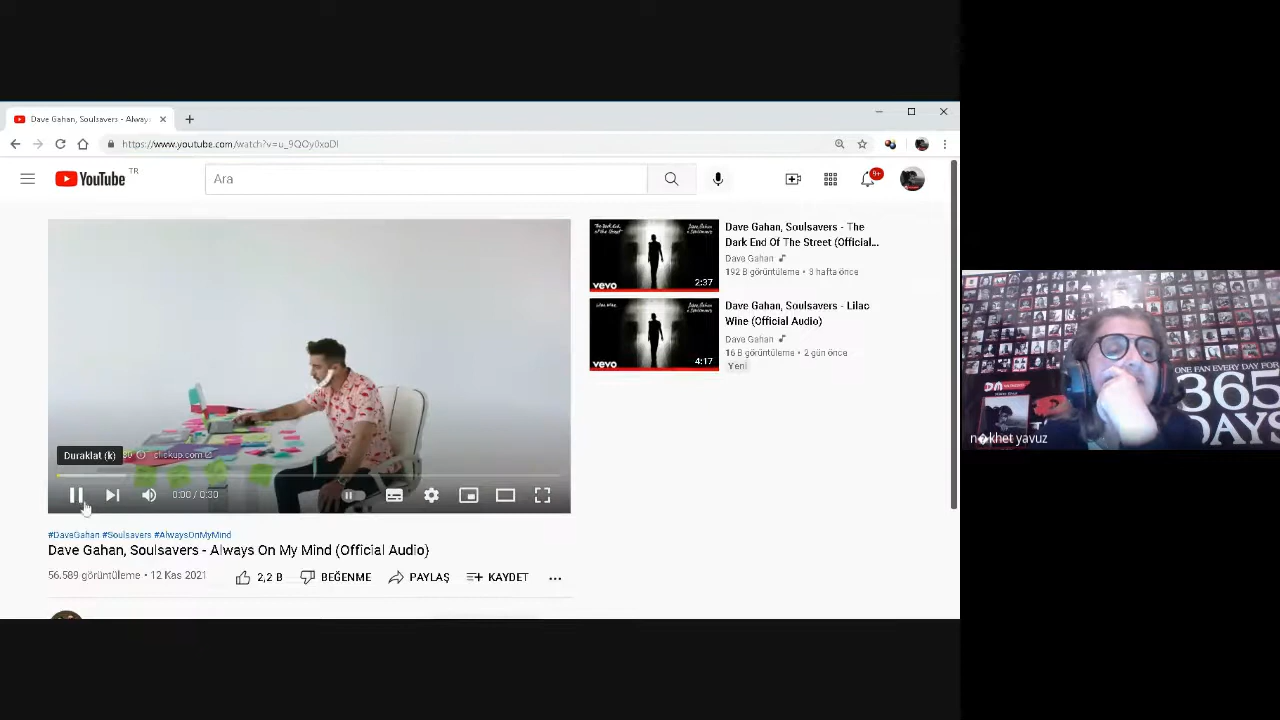 Dave Gahan, Soulsavers - Alway
https://www.youtube.com/watch?v=u_9QQy0xoDI
YouTube TR
Ara
9+
Duraklat (k)
clickup.com
0:00 / 0:30
#DaveGahan #Soulsavers #AlwaysOnMyMind
Dave Gahan, Soulsavers - Always On My Mind (Official Audio)
56.589 görüntüleme • 12 Kas 2021
2,2 B
BEĞENME
PAYLAŞ
KAYDET
vevo
2:37
Dave Gahan, Soulsavers - The
Dark End Of The Street (Official...
Dave Gahan
192 B görüntüleme • 3 hafta önce
vevo
4:17
Dave Gahan, Soulsavers - Lilac
Wine (Official Audio)
Dave Gahan
16 B görüntüleme • 2 gün önce
Yeni
ONE FAN EVERY DAY FOR
365
DAYS
DM
n�khet yavuz